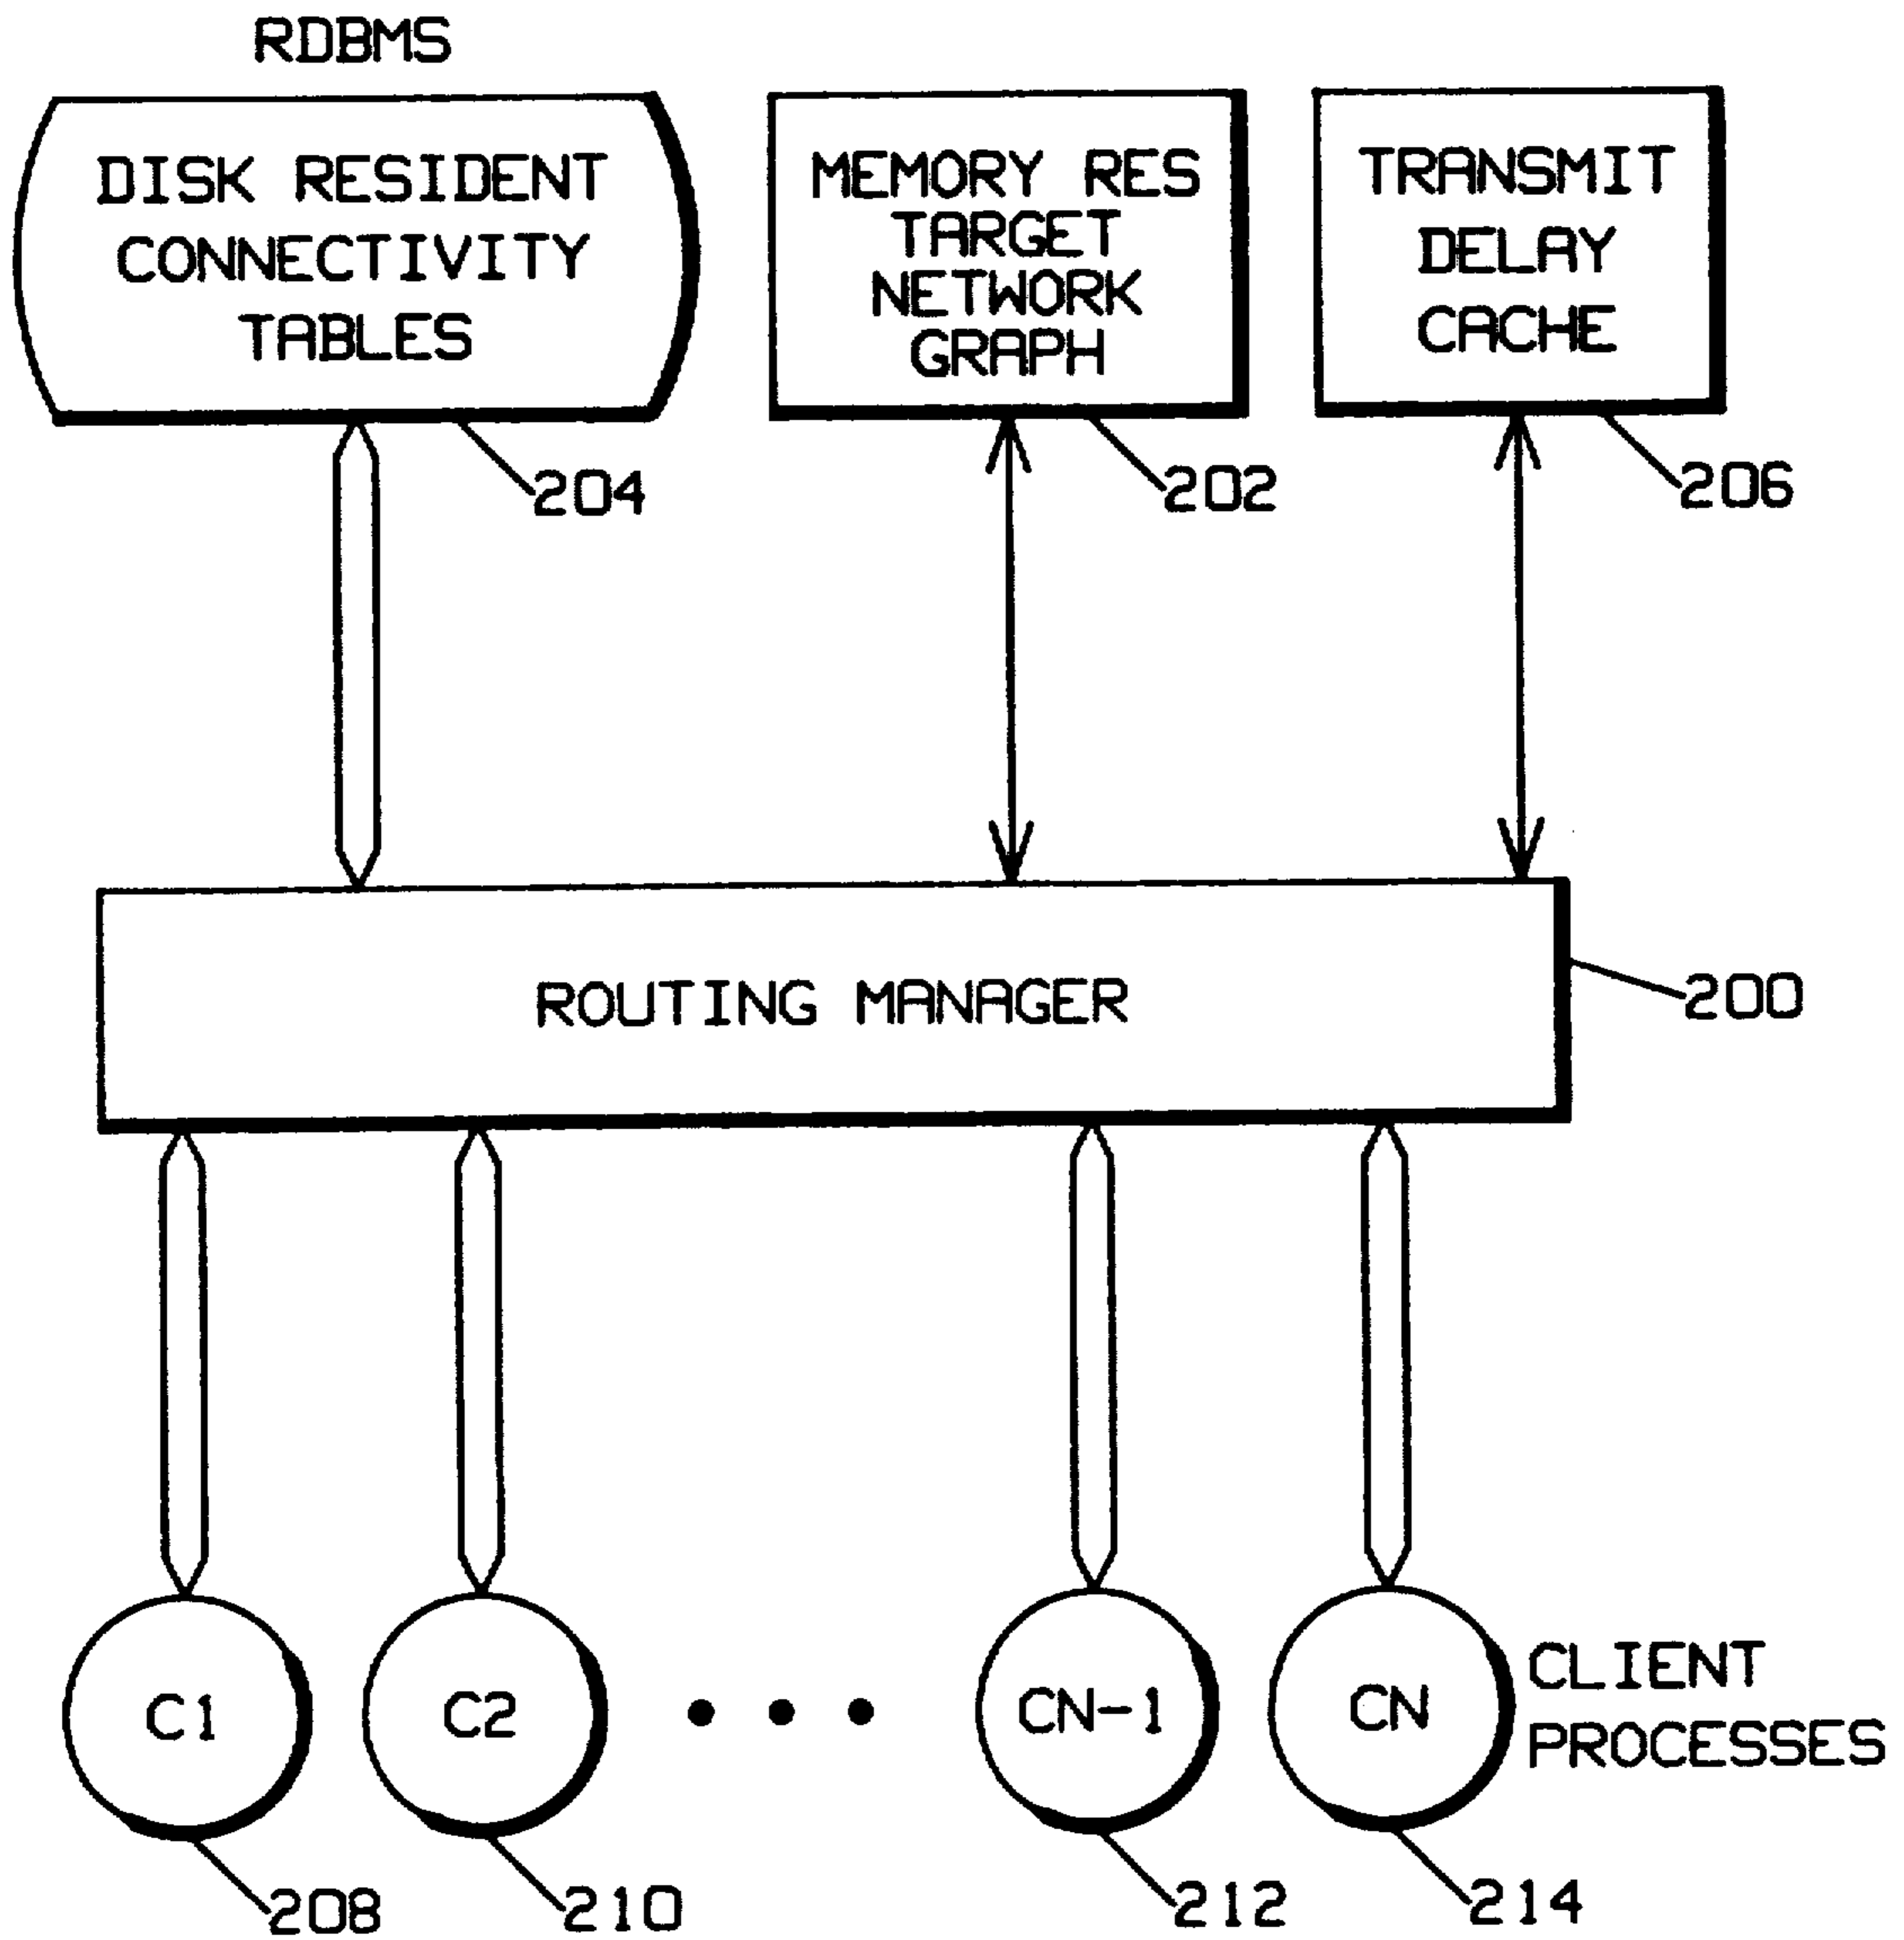 RDBMS
DISK RESIDENT
CONNECTIVITY
TABLES
204
MEMORY RES
TARGET
NETWORK
GRAPH
202
TRANSMIT
DELAY
CACHE
206
ROUTING MANAGER
200
C1
208
C2
210
CN-1
212
CN
214
CLIENT
PROCESSES